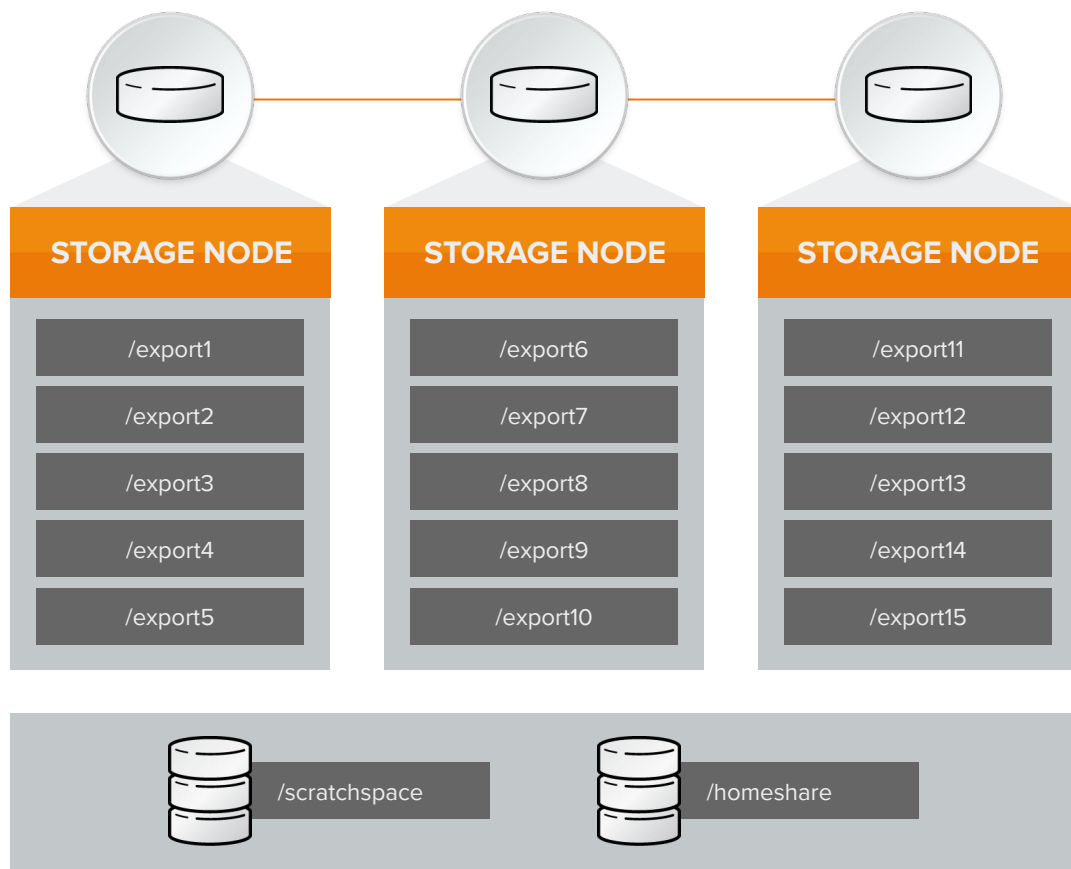 STORAGE NODE
/export1
/export2
/export3
/export4
/export5
STORAGE NODE
/export6
/export7
/export8
/export9
/export10
STORAGE NODE
/export11
/export12
/export13
/export14
/export15
/scratchspace
/homeshare